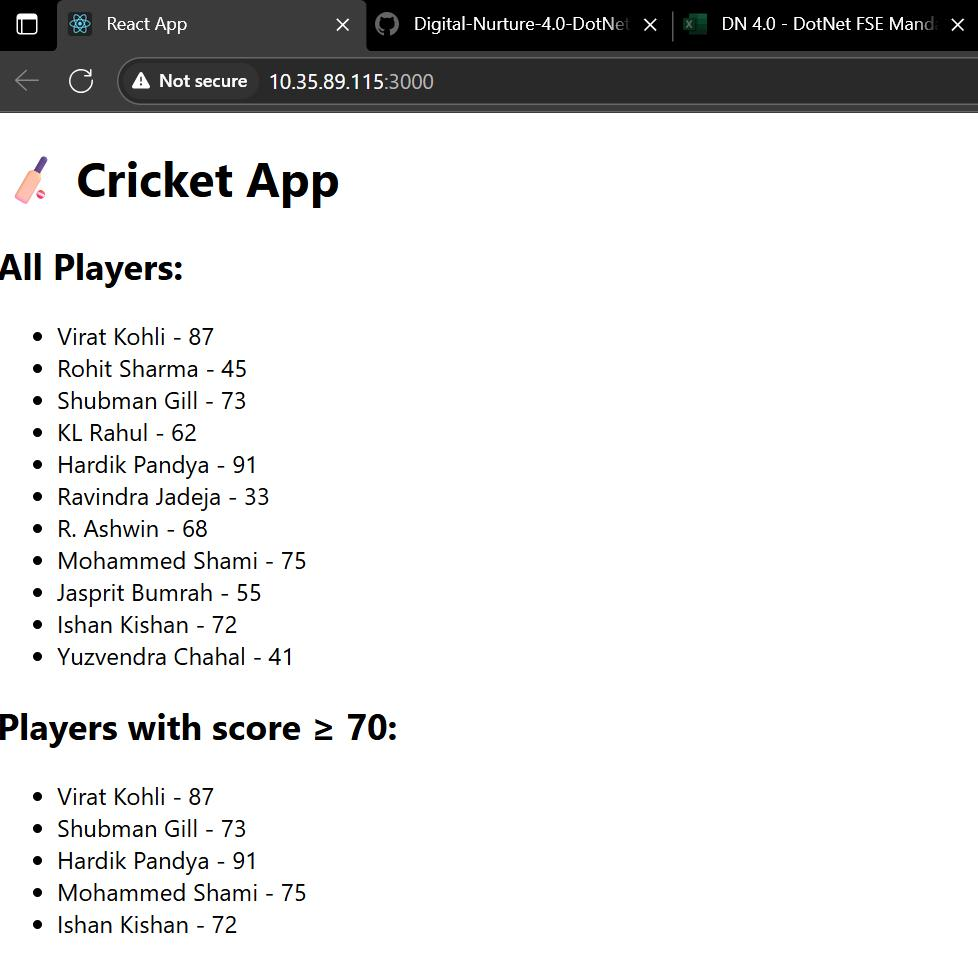 React App
Digital-Nurture-4.0-DotNet
DN 4.0 - DotNet FSE Manda
Not secure
10.35.89.115:3000
Cricket App
All Players:
Virat Kohli - 87
Rohit Sharma - 45
Shubman Gill - 73
KL Rahul - 62
Hardik Pandya - 91
Ravindra Jadeja - 33
R. Ashwin - 68
Mohammed Shami - 75
Jasprit Bumrah - 55
Ishan Kishan - 72
Yuzvendra Chahal - 41
Players with score ≥ 70:
Virat Kohli - 87
Shubman Gill - 73
Hardik Pandya - 91
Mohammed Shami - 75
Ishan Kishan - 72